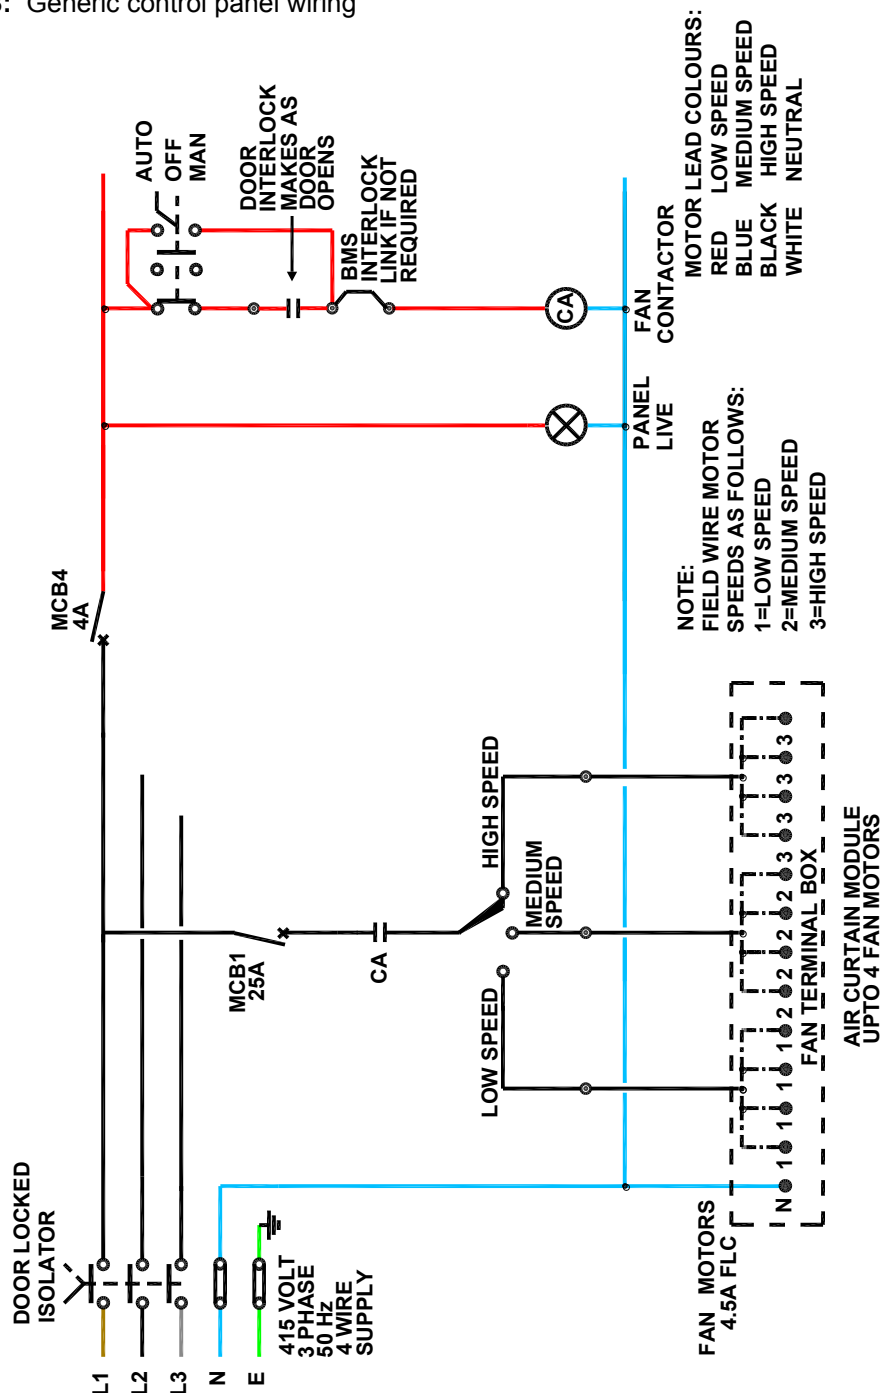 : Generic control panel wiring
DOOR LOCKED
ISOLATOR
L1
L2
L3
N
E
415 VOLT
3 PHASE
50 Hz
4 WIRE
SUPPLY
MCB4
4A
AUTO
OFF
MAN
DOOR
INTERLOCK
MAKES AS
DOOR
OPENS
BMS
INTERLOCK
LINK IF NOT
REQUIRED
MCB1
25A
CA
LOW SPEED
MEDIUM
SPEED
HIGH SPEED
CA
PANEL
LIVE
FAN
CONTACTOR
FAN MOTORS
4.5A FLC
N 1 1 1 1 2 2 2 2 3 3 3 3
FAN TERMINAL BOX
AIR CURTAIN MODULE
UPTO 4 FAN MOTORS
NOTE:
FIELD WIRE MOTOR
SPEEDS AS FOLLOWS:
1=LOW SPEED
2=MEDIUM SPEED
3=HIGH SPEED
MOTOR LEAD COLOURS:
RED LOW SPEED
BLUE MEDIUM SPEED
BLACK HIGH SPEED
WHITE NEUTRAL